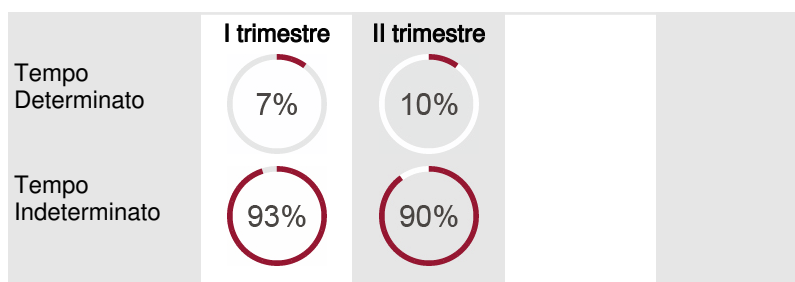 I trimestre II trimestre
Tempo
Determinato
7% 10%
Tempo
Indeterminato
93% 90%